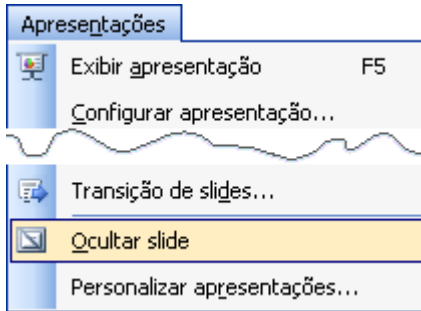 Apresentações
Exibir apresentação F5
Configurar apresentação...
Transição de slides...
Ocultar slide
Personalizar apresentações...